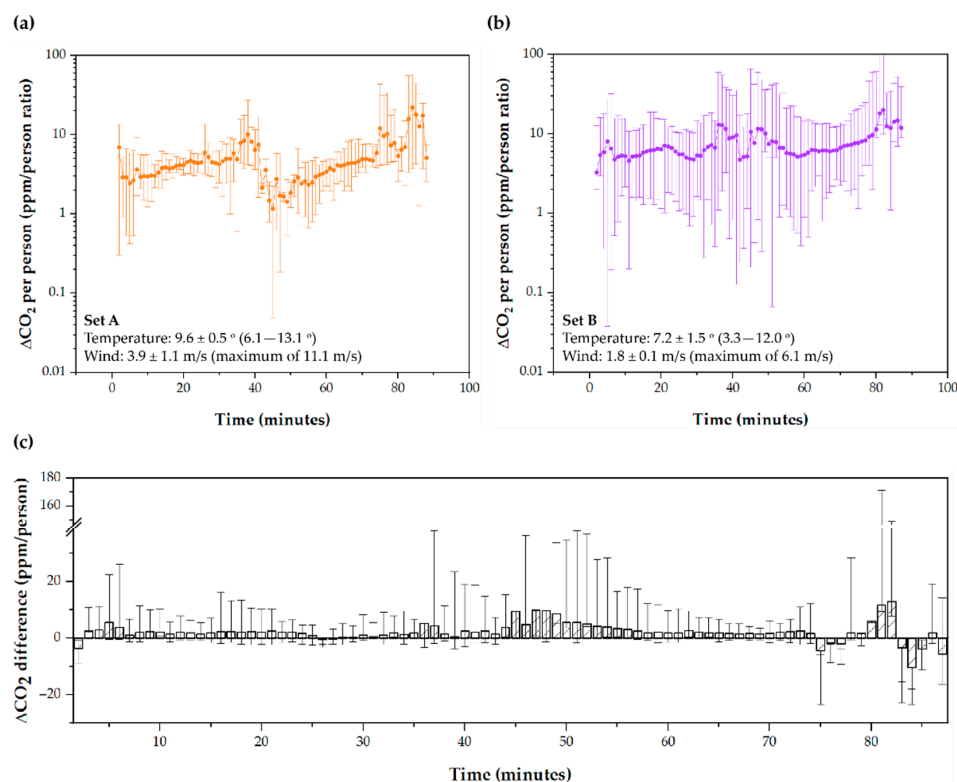 (a)
(b)
100
10
1
0.1
0.01
ΔCO2 per person (ppm/person ratio)
Set A
Temperature: 9.6 ± 0.5 º (6.1—13.1 º)
Wind: 3.9 ± 1.1 m/s (maximum of 11.1 m/s)
0
20
40
60
80
100
Time (minutes)
100
10
1
0.1
0.01
ΔCO2 per person (ppm/person ratio)
Set B
Temperature: 7.2 ± 1.5 º (3.3—12.0 º)
Wind: 1.8 ± 0.1 m/s (maximum of 6.1 m/s)
0
20
40
60
80
100
Time (minutes)
(c)
180
160
20
0
−20
ΔCO2 difference (ppm/person)
10
20
30
40
50
60
70
80
Time (minutes)